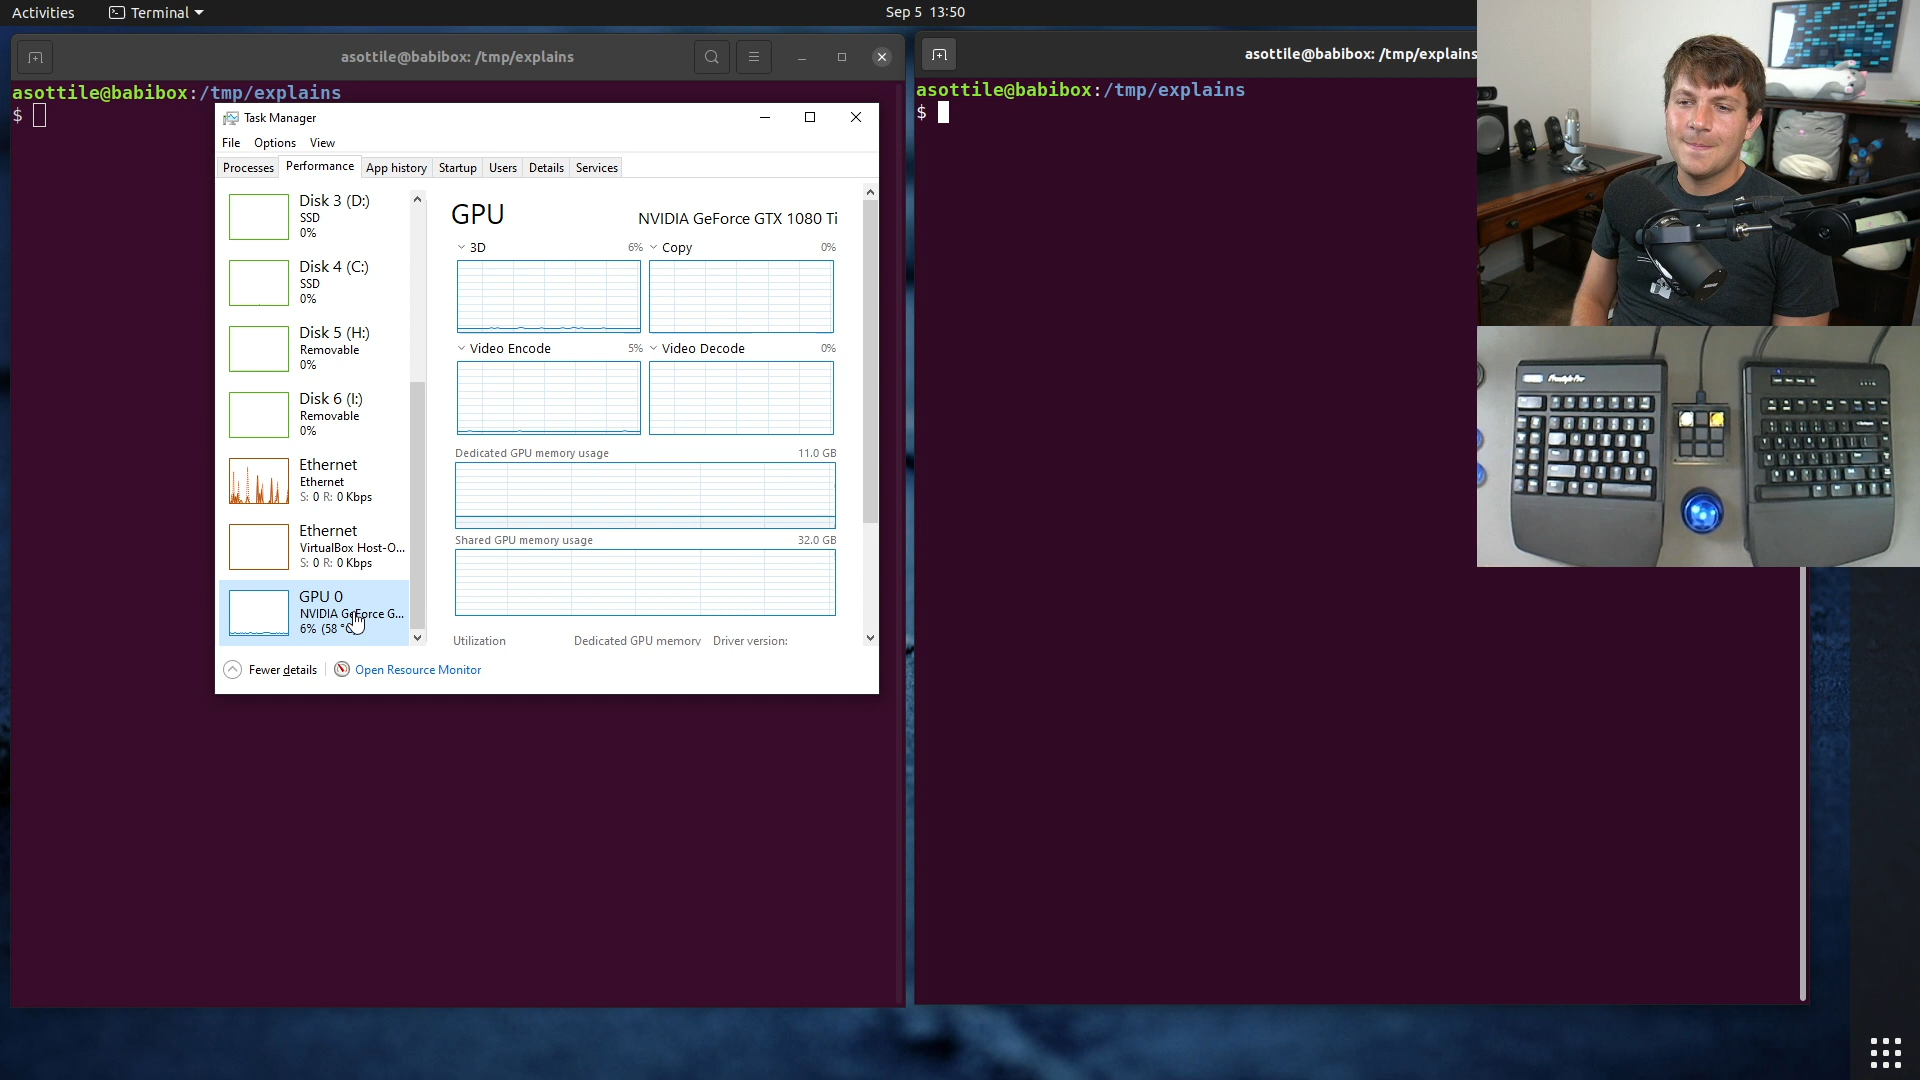 Activities
Terminal
Sep 5 13:50
asottile@babibox: /tmp/explains
asottile@babibox:/tmp/explains
$
Task Manager
File Options View
Processes Performance App history Startup Users Details Services
Disk 3 (D:)
SSD
0%
Disk 4 (C:)
SSD
0%
Disk 5 (H:)
Removable
0%
Disk 6 (I:)
Removable
0%
Ethernet
Ethernet
S: 0 R: 0 Kbps
Ethernet
VirtualBox Host-O...
S: 0 R: 0 Kbps
GPU 0
NVIDIA GeForce G...
6% (58 °
GPU
NVIDIA GeForce GTX 1080 Ti
3D 6%
Copy 0%
Video Encode 5%
Video Decode 0%
Dedicated GPU memory usage 11.0 GB
Shared GPU memory usage 32.0 GB
Utilization Dedicated GPU memory Driver version:
Fewer details
Open Resource Monitor
asottile@babibox: /tmp/explains
asottile@babibox:/tmp/explains
$